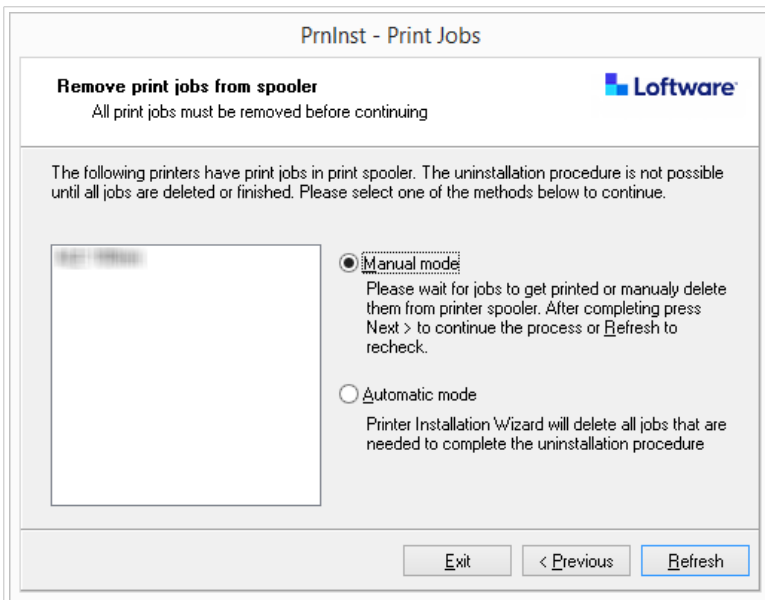 PrnInst - Print Jobs
Remove print jobs from spooler
All print jobs must be removed before continuing
Loftware
The following printers have print jobs in print spooler. The uninstallation procedure is not possible
until all jobs are deleted or finished. Please select one of the methods below to continue.
Manual mode
Please wait for jobs to get printed or manualy delete
them from printer spooler. After completing press
Next > to continue the process or Refresh to
recheck.
Automatic mode
Printer Installation Wizard will delete all jobs that are
needed to complete the uninstallation procedure
Exit
< Previous
Refresh